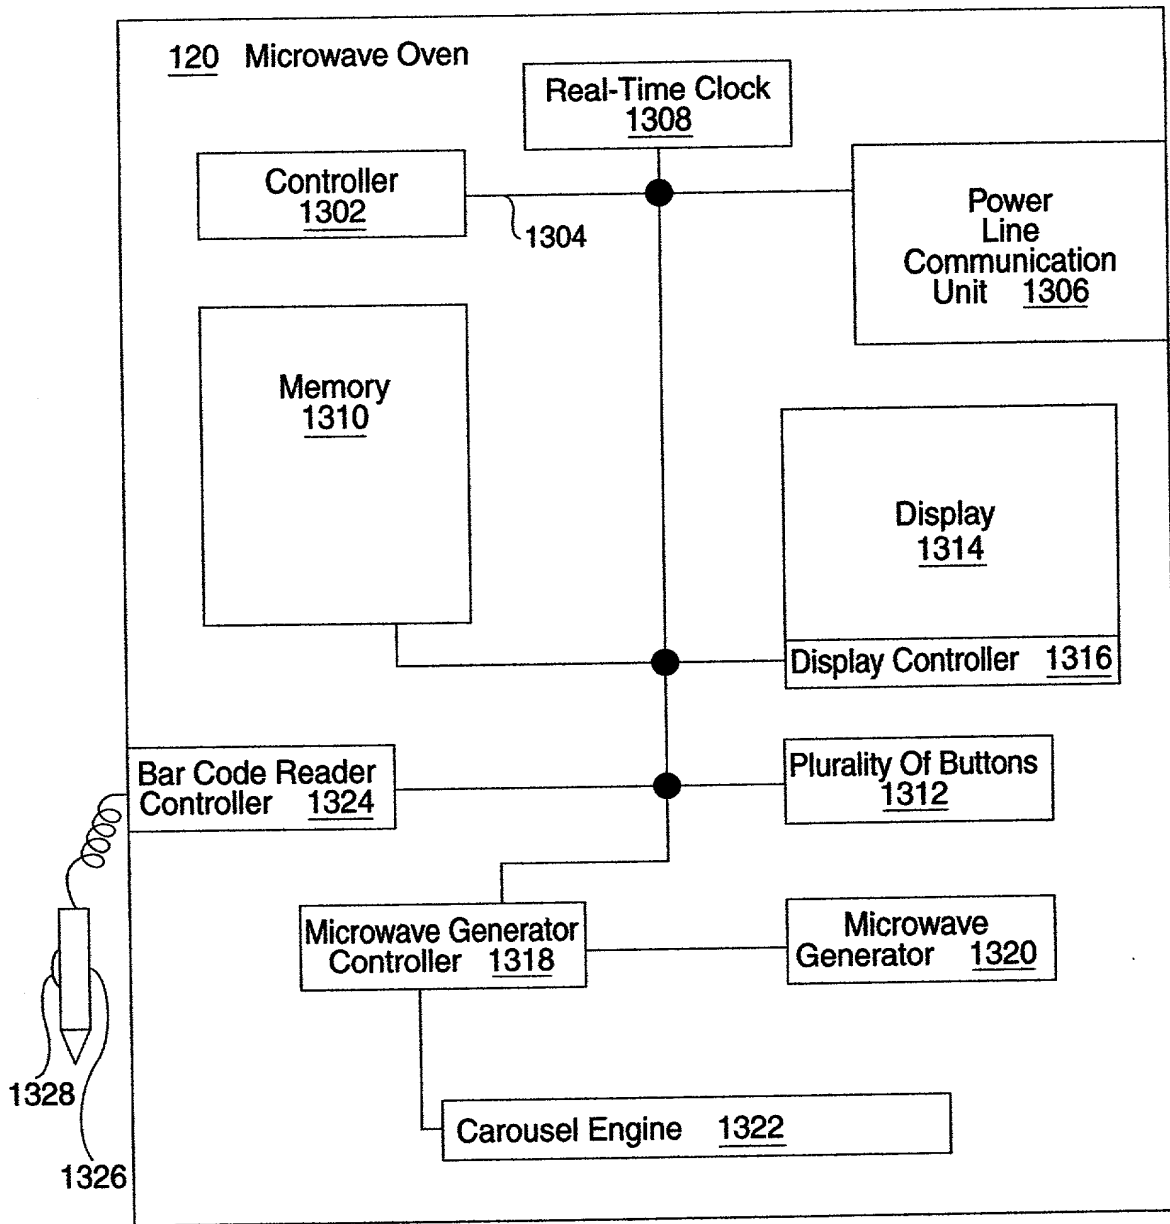 120 Microwave Oven
Real-Time Clock
1308
Controller
1302
1304
Power
Line
Communication
Unit 1306
Memory
1310
Display
1314
Display Controller 1316
Bar Code Reader
Controller 1324
Plurality Of Buttons
1312
Microwave Generator
Controller 1318
Microwave
Generator 1320
1328
1326
Carousel Engine 1322